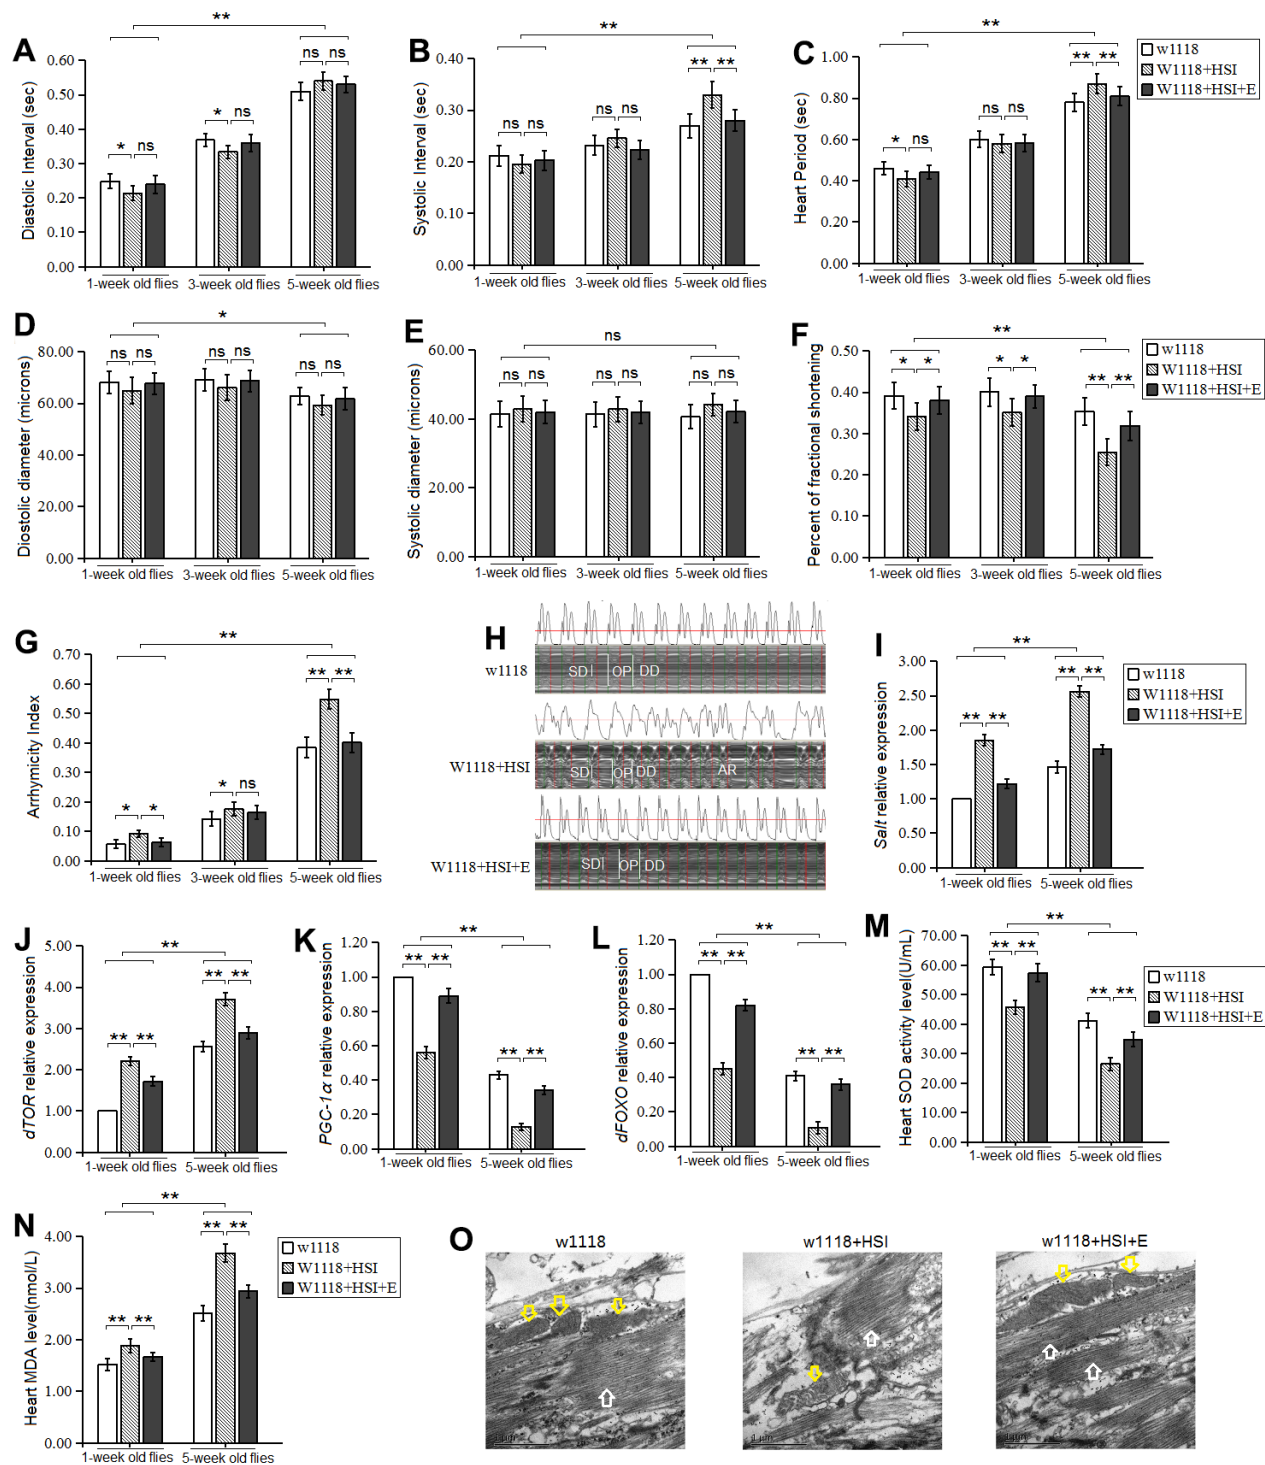 A
**
Diastolic Interval (sec)
0.60
0.50
0.40
0.30
0.20
0.10
0.00
* ns
* ns
ns ns
1-week old flies 3-week old flies 5-week old flies
B
**
Systolic Interval (sec)
0.40
0.30
0.20
0.10
0.00
ns ns
ns ns
** **
1-week old flies 3-week old flies 5-week old flies
C
**
Heart Period (sec)
1.00
0.80
0.60
0.40
0.20
0.00
* ns
ns ns
** **
1-week old flies 3-week old flies 5-week old flies
w1118
W1118+HSI
W1118+HSI+E
D
*
Diostolic diameter (microns)
80.00
60.00
40.00
20.00
0.00
ns ns
ns ns
ns ns
1-week old flies 3-week old flies 5-week old flies
E
ns
Systolic diameter (microns)
60.00
40.00
20.00
0.00
ns ns
ns ns
ns ns
1-week old flies 3-week old flies 5-week old flies
F
**
Percent of fractional shortening
0.50
0.40
0.30
0.20
0.10
0.00
* *
* *
** **
1-week old flies 3-week old flies 5-week old flies
w1118
W1118+HSI
W1118+HSI+E
G
**
Arrhymicity Index
0.70
0.60
0.50
0.40
0.30
0.20
0.10
0.00
* *
* ns
** **
1-week old flies 3-week old flies 5-week old flies
H
w1118
SD OP DD
W1118+HSI
SD OP DD AR
W1118+HSI+E
SD OP DD
I
**
Salt relative expression
3.00
2.50
2.00
1.50
1.00
0.50
0.00
** **
** **
1-week old flies 5-week old flies
w1118
W1118+HSI
W1118+HSI+E
J
**
dTOR relative expression
5.00
4.00
3.00
2.00
1.00
0.00
** **
** **
1-week old flies 5-week old flies
K
**
PGC-1α relative expression
1.20
1.00
0.80
0.60
0.40
0.20
0.00
** **
** **
1-week old flies 5-week old flies
L
**
dFOXO relative expression
1.20
1.00
0.80
0.60
0.40
0.20
0.00
** **
** **
1-week old flies 5-week old flies
M
**
Heart SOD activity level(U/mL)
70.00
60.00
50.00
40.00
30.00
20.00
10.00
0.00
** **
** **
1-week old flies 5-week old flies
w1118
W1118+HSI
W1118+HSI+E
N
**
Heart MDA level(nmol/L)
4.00
3.00
2.00
1.00
0.00
** **
** **
1-week old flies 5-week old flies
w1118
W1118+HSI
W1118+HSI+E
O
w1118
w1118+HSI
w1118+HSI+E
1 μm